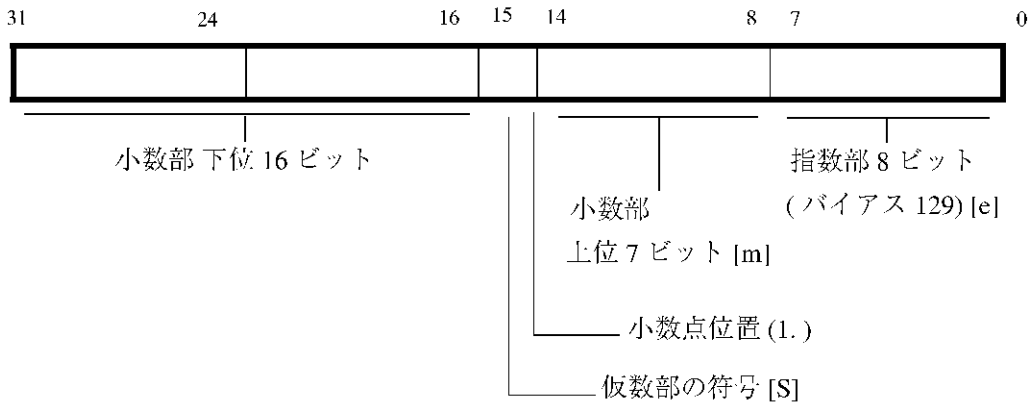 31 24 16 15 14 8 7 0
小数部 下位 16 ビット
指数部 8 ビット
( バイアス 129) [e]
小数部
上位 7 ビット [m]
小数点位置 (1. )
仮数部の符号 [S]